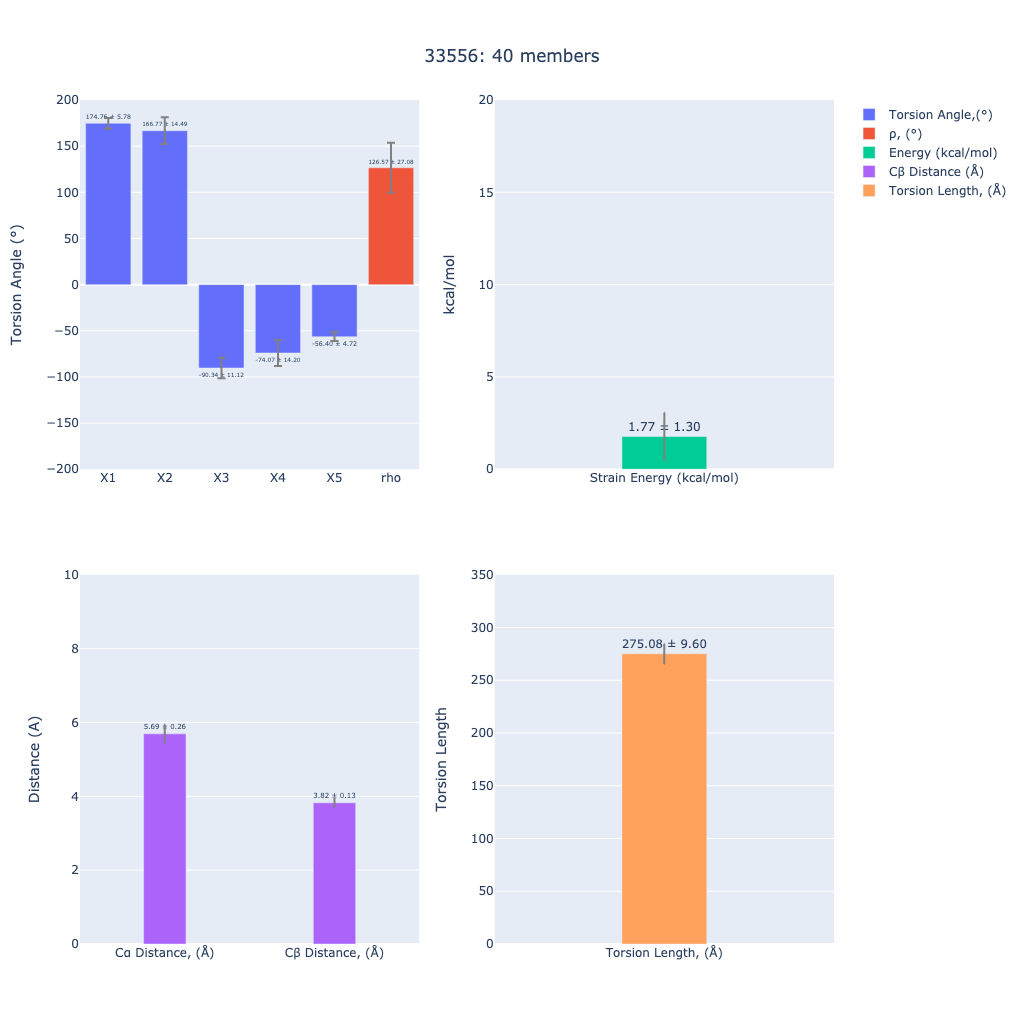 33556: 40 members
Torsion Angle (°)
200
150
100
50
0
−50
−100
−150
−200
174.76 ± 5.78
166.77 ± 14.49
-90.34 ± 11.12
-74.07 ± 14.20
-56.40 ± 4.72
126.57 ± 27.08
X1
X2
X3
X4
X5
rho
kcal/mol
20
15
10
5
0
1.77 ± 1.30
Strain Energy (kcal/mol)
Torsion Angle,(°)
ρ, (°)
Energy (kcal/mol)
Cβ Distance (Å)
Torsion Length, (Å)
Distance (A)
10
8
6
4
2
0
5.69 ± 0.26
3.82 ± 0.13
Cα Distance, (Å)
Cβ Distance, (Å)
Torsion Length
350
300
250
200
150
100
50
0
275.08 ± 9.60
Torsion Length, (Å)